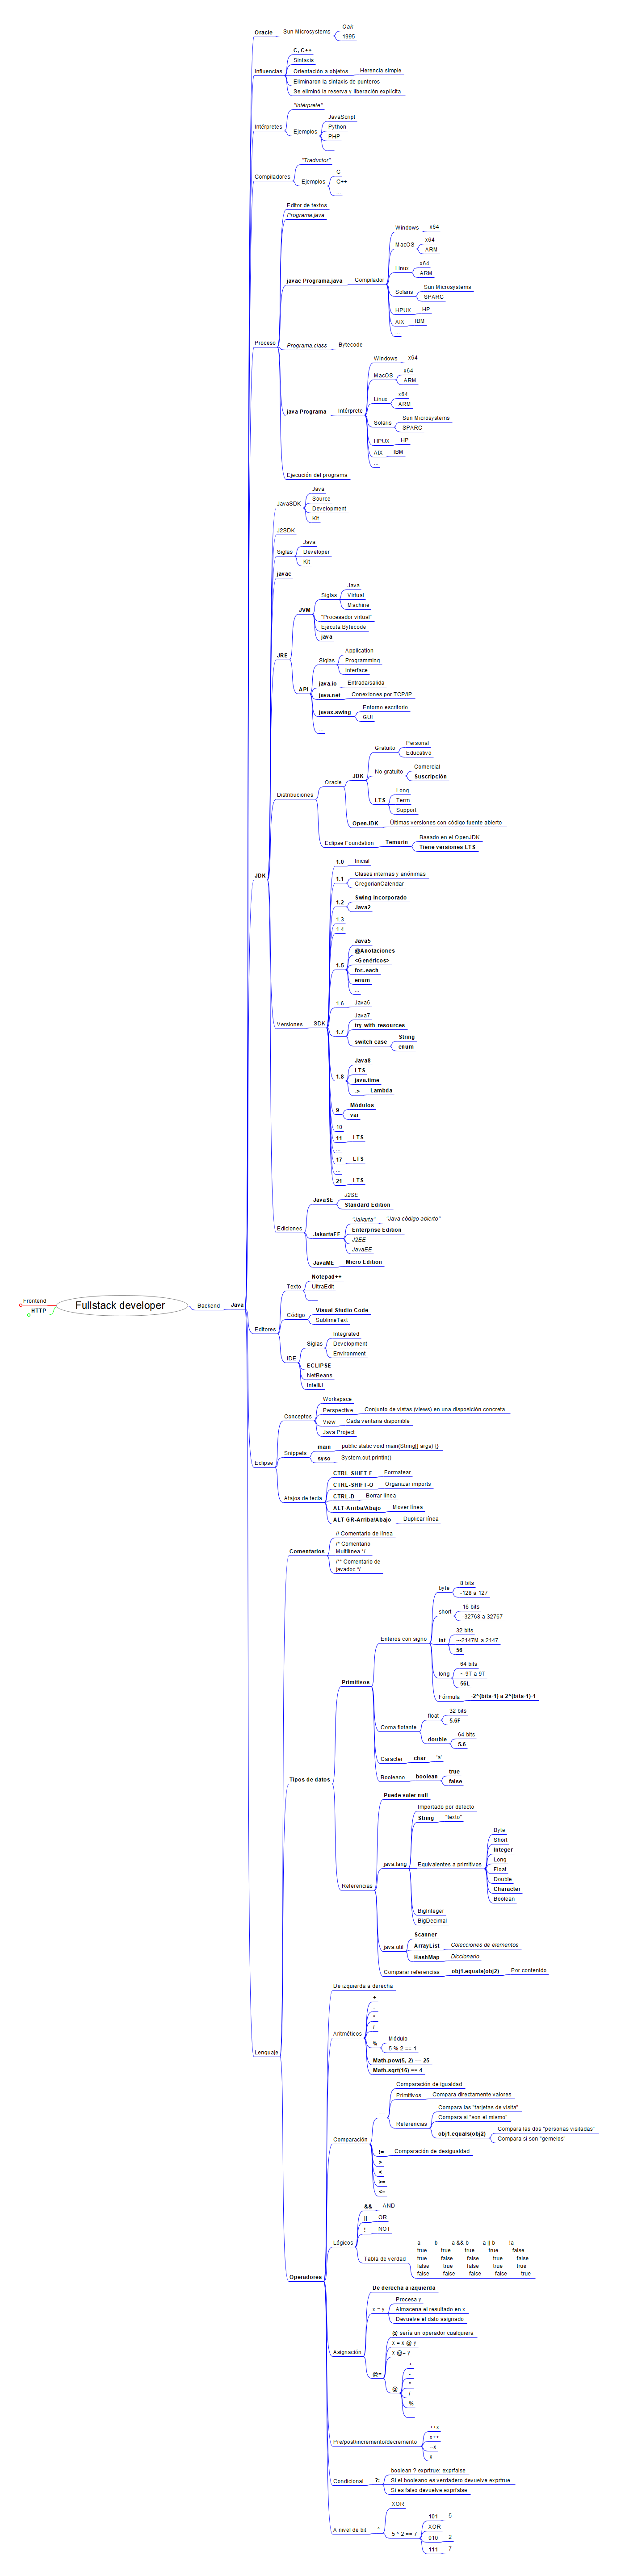 Oracle
Sun Microsystems
Oak
1995
Influencias
C, C++
Sintaxis
Orientación a objetos
Herencia simple
Eliminaron la sintaxis de punteros
Se eliminó la reserva y liberación explícita
Intérpretes
"Intérprete"
Ejemplos
JavaScript
Python
PHP
...
Compiladores
"Traductor"
Ejemplos
C
C++
...
Proceso
Editor de textos
Programa.java
javac Programa.java
Compilador
Windows
x64
MacOS
x64
ARM
Linux
x64
ARM
Solaris
Sun Microsystems
SPARC
HPUX
HP
AIX
IBM
...
Programa.class
Bytecode
java Programa
Intérprete
Windows
x64
MacOS
x64
ARM
Linux
x64
ARM
Solaris
Sun Microsystems
SPARC
HPUX
HP
AIX
IBM
...
Ejecución del programa
JDK
JavaSDK
Java
Source
Development
Kit
J2SDK
Siglas
Java
Developer
Kit
javac
JRE
JVM
Siglas
Java
Virtual
Machine
"Procesador virtual"
Ejecuta Bytecode
java
API
Siglas
Application
Programming
Interface
java.io
Entrada/salida
java.net
Conexiones por TCP/IP
javax.swing
Entorno escritorio
GUI
...
Distribuciones
Oracle
JDK
Gratuito
Personal
Educativo
No gratuito
Comercial
Suscripción
LTS
Long
Term
Support
OpenJDK
Últimas versiones con código fuente abierto
Eclipse Foundation
Temurin
Basado en el OpenJDK
Tiene versiones LTS
Versiones
SDK
1.0
Inicial
1.1
Clases internas y anónimas
GregorianCalendar
1.2
Swing incorporado
Java2
1.3
1.4
1.5
Java5
@Anotaciones
<Genéricos>
for..each
enum
...
1.6
Java6
1.7
Java7
try-with-resources
switch case
String
enum
1.8
Java8
LTS
java.time
->
Lambda
9
Módulos
var
10
11
LTS
...
17
LTS
...
21
LTS
Ediciones
JavaSE
J2SE
Standard Edition
JakartaEE
"Jakarta"
"Java código abierto"
Enterprise Edition
J2EE
JavaEE
JavaME
Micro Edition
Frontend
HTTP
Fullstack developer
Backend
Java
Editores
Texto
Notepad++
UltraEdit
...
Código
Visual Studio Code
SublimeText
IDE
Siglas
Integrated
Development
Environment
ECLIPSE
NetBeans
IntelliJ
Eclipse
Conceptos
Workspace
Perspective
Conjunto de vistas (views) en una disposición concreta
View
Cada ventana disponible
Java Project
Snippets
main
public static void main(String[] args) {}
syso
System.out.println()
Atajos de tecla
CTRL-SHIFT-F
Formatear
CTRL-SHIFT-O
Organizar imports
CTRL-D
Borrar línea
ALT-Arriba/Abajo
Mover línea
ALT GR-Arriba/Abajo
Duplicar línea
Lenguaje
Comentarios
// Comentario de línea
/* Comentario
Multilínea */
/** Comentario de
javadoc */
Tipos de datos
Primitivos
Enteros con signo
byte
8 bits
-128 a 127
short
16 bits
-32768 a 32767
int
32 bits
~-2147M a 2147
56
long
64 bits
~-9T a 9T
56L
Fórmula
-2^(bits-1) a 2^(bits-1)-1
Coma flotante
float
32 bits
5.6F
double
64 bits
5.6
Caracter
char
'a'
Booleano
boolean
true
false
Referencias
Puede valer null
java.lang
Importado por defecto
String
"texto"
Equivalentes a primitivos
Byte
Short
Integer
Long
Float
Double
Character
Boolean
BigInteger
BigDecimal
java.util
Scanner
ArrayList
Colecciones de elementos
HashMap
Diccionario
Comparar referencias
obj1.equals(obj2)
Por contenido
Operadores
De izquierda a derecha
Aritméticos
+
-
*
/
%
Módulo
5 % 2 == 1
Math.pow(5, 2) == 25
Math.sqrt(16) == 4
Comparación
==
Comparación de igualdad
Primitivos
Compara directamente valores
Referencias
Compara las "tarjetas de visita"
Compara si "son el mismo"
obj1.equals(obj2)
Compara las dos "personas visitadas"
Compara si son "gemelos"
!=
Comparación de desigualdad
>
<
>=
<=
Lógicos
&&
AND
||
OR
!
NOT
Tabla de verdad
a b a && b a || b !a
true true true true false
true false false true false
false true false true true
false false false false true
Asignación
De derecha a izquierda
x = y
Procesa y
Almacena el resultado en x
Devuelve el dato asignado
@=
@ sería un operador cualquiera
x = x @ y
x @= y
@
+
-
*
/
%
...
Pre/post/incremento/decremento
++x
x++
--x
x--
Condicional
?:
boolean ? exprtrue: exprfalse
Si el booleano es verdadero devuelve exprtrue
Si es falso devuelve exprfalse
A nivel de bit
^
XOR
5 ^ 2 == 7
101
5
XOR
010
2
111
7